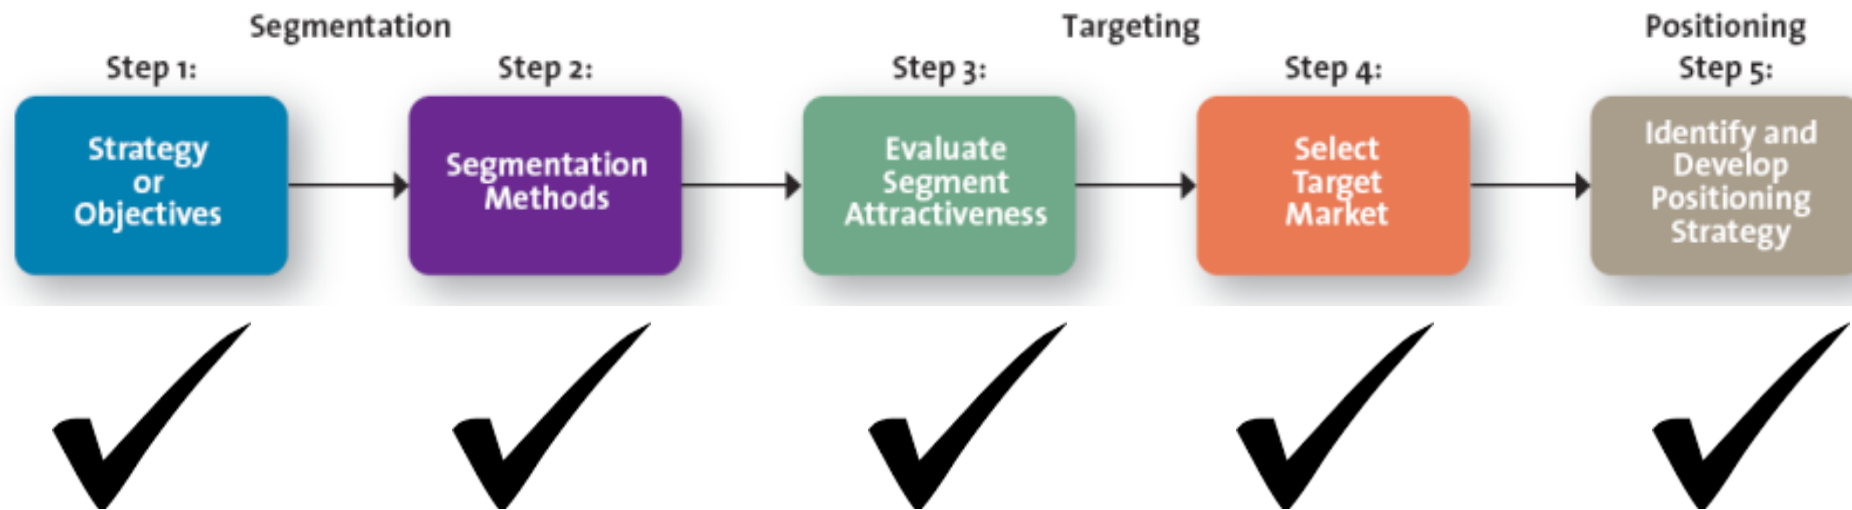 Segmentation
Targeting
Positioning
Step 1:
Step 2:
Step 3:
Step 4:
Step 5:
Strategy
or
Objectives
Segmentation
Methods
Evaluate
Segment
Attractiveness
Select
Target
Market
Identify and
Develop
Positioning
Strategy